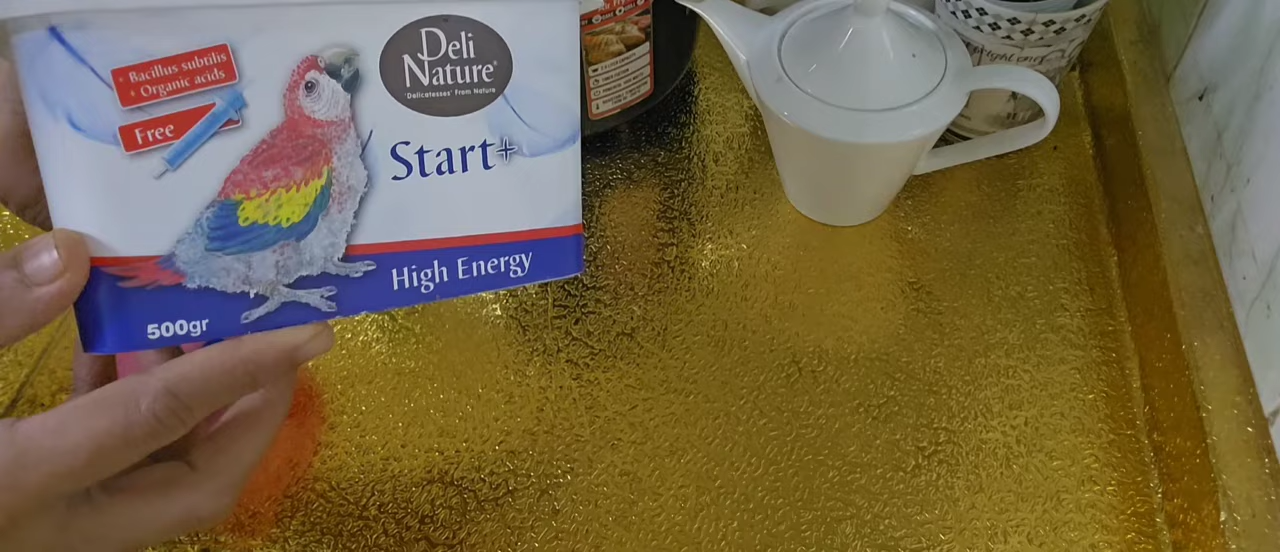 + Bacillus subtilis
+ Organic acids
Free
Deli
Nature
'Delicatesses' From Nature
Start+
High Energy
500gr